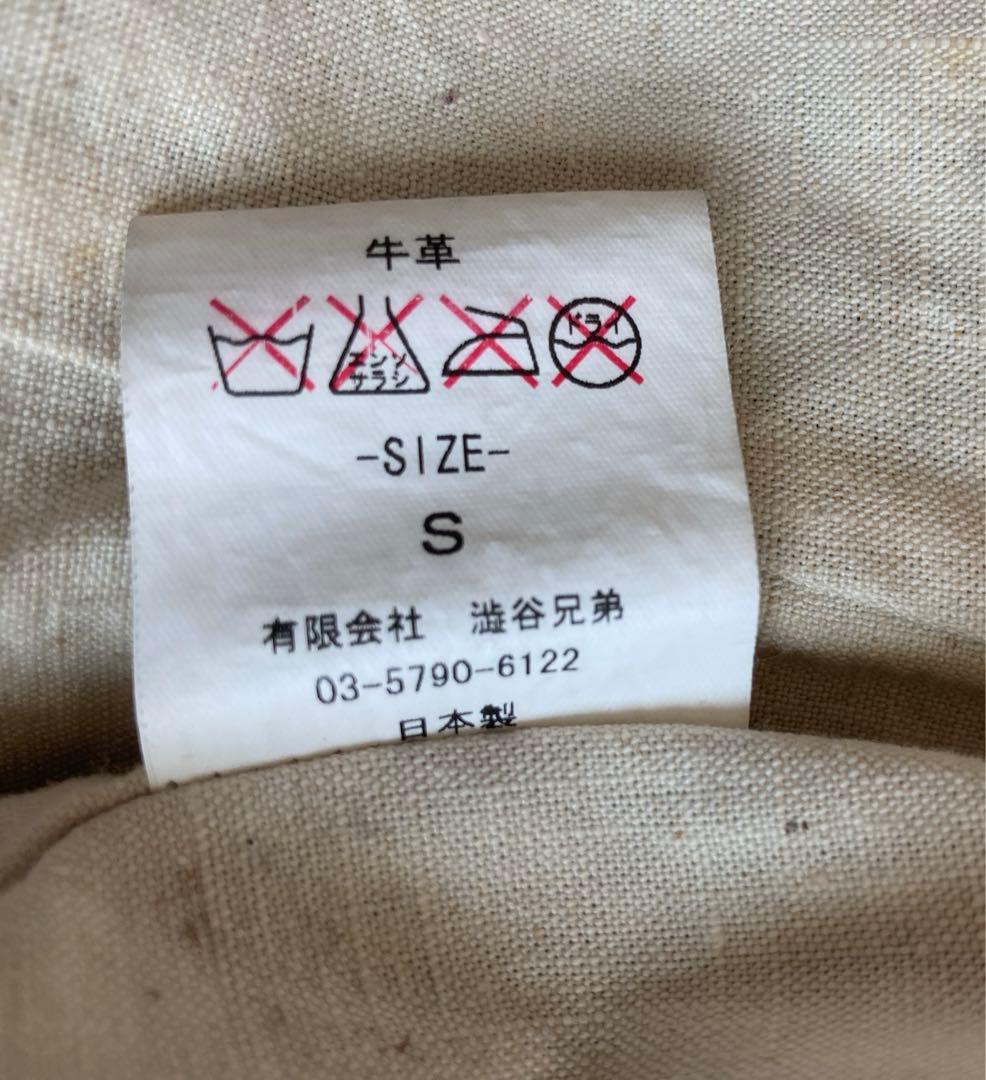 牛革
エンソ
サラシ
ドライ
-SIZE-
S
有限会社 澁谷兄弟
03-5790-6122
日本製